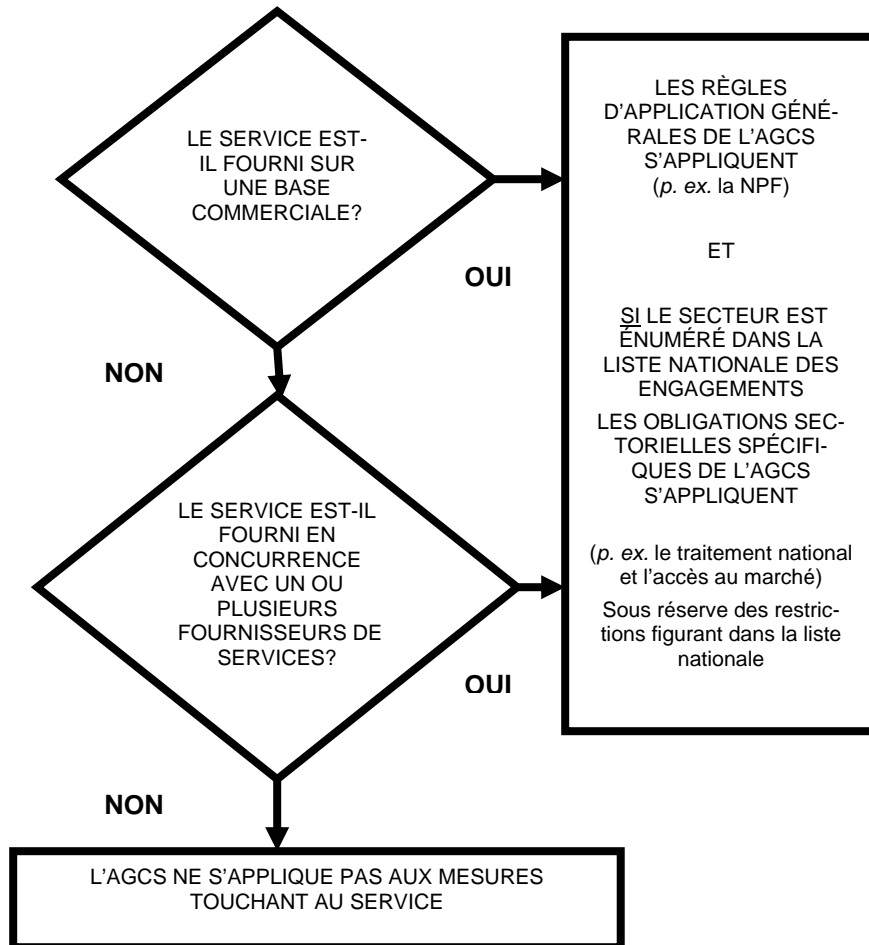 LE SERVICE EST-
IL FOURNI SUR
UNE BASE
COMMERCIALE?
OUI
NON
LES RÈGLES
D'APPLICATION GÉNÉ-
RALES DE L'AGCS
S'APPLIQUENT
(p. ex. la NPF)
ET
SI LE SECTEUR EST
ÉNUMÉRÉ DANS LA
LISTE NATIONALE DES
ENGAGEMENTS
LES OBLIGATIONS SEC-
TORIELLES SPÉCIFI-
QUES DE L'AGCS
S'APPLIQUENT
(p. ex. le traitement national
et l'accès au marché)
Sous réserve des restric-
tions figurant dans la liste
nationale
LE SERVICE EST-IL
FOURNI EN
CONCURRENCE
AVEC UN OU
PLUSIEURS
FOURNISSEURS DE
SERVICES?
OUI
NON
L'AGCS NE S'APPLIQUE PAS AUX MESURES
TOUCHANT AU SERVICE